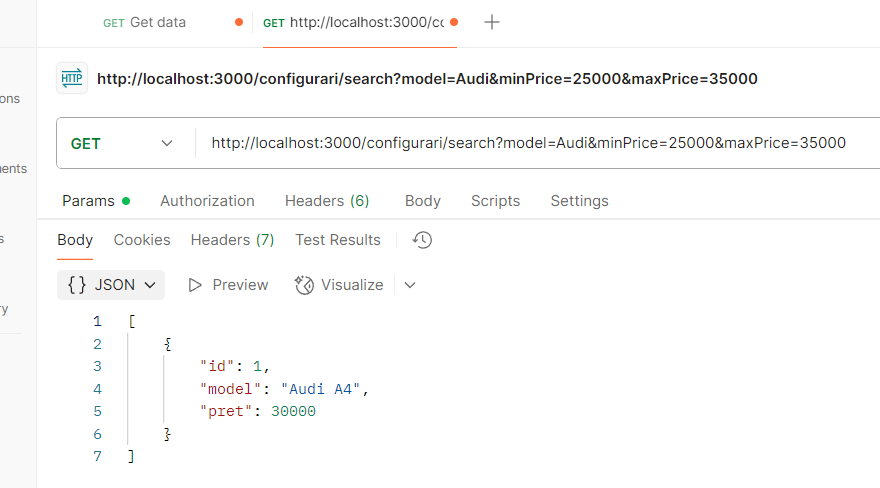 GET Get data GET http://localhost:3000/cc
HTTP http://localhost:3000/configurari/search?model=Audi&minPrice=25000&maxPrice=35000
ons
GET http://localhost:3000/configurari/search?model=Audi&minPrice=25000&maxPrice=35000
nents
Params Authorization Headers (6) Body Scripts Settings
s Body Cookies Headers (7) Test Results
{ } JSON Preview Visualize
ry
1 [
2 {
3 "id": 1,
4 "model": "Audi A4",
5 "pret": 30000
6 }
7 ]